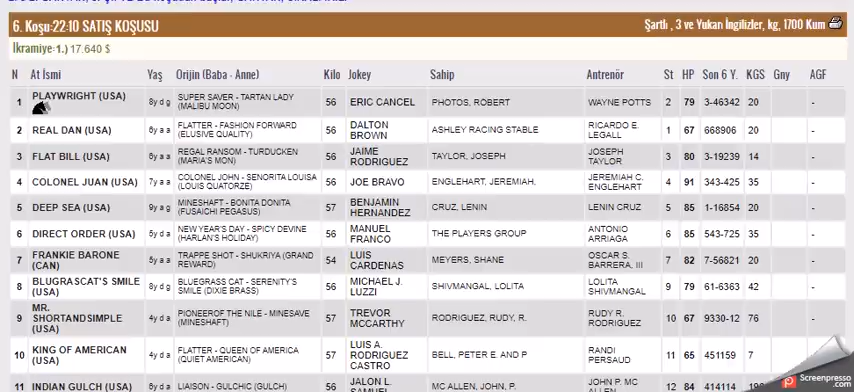 6. Koşu:22:10 SATIŞ KOŞUSU Şartlı , 3 ve Yukarı İngilizler, kg, 1700 Kum
İkramiye:1.) 17.640 $
N At İsmi Yaş Orijin (Baba - Anne) Kilo Jokey Sahip Antrenör St HP Son 6 Y. KGS Gny AGF
1 PLAYWRIGHT (USA) 8y d g SUPER SAVER - TARTAN LADY (MALIBU MOON) 56 ERIC CANCEL PHOTOS, ROBERT WAYNE POTTS 2 79 3-46342 20 -
2 REAL DAN (USA) 6y a a FLATTER - FASHION FORWARD (ELUSIVE QUALITY) 56 DALTON BROWN ASHLEY RACING STABLE RICARDO E. LEGALL 1 67 668906 20 -
3 FLAT BILL (USA) 6y a a REGAL RANSOM - TURDUCKEN (MARIA'S MON) 56 JAIME RODRIGUEZ TAYLOR, JOSEPH JOSEPH TAYLOR 3 80 3-19239 14 -
4 COLONEL JUAN (USA) 7y a a COLONEL JOHN - SENORITA LOUISA (LOUIS QUATORZE) 56 JOE BRAVO ENGLEHART, JEREMIAH. JEREMIAH C. ENGLEHART 4 91 343-425 35 -
5 DEEP SEA (USA) 9y a g MINESHAFT - BONITA DONITA (FUSAICHI PEGASUS) 57 BENJAMIN HERNANDEZ CRUZ, LENIN LENIN CRUZ 5 85 1-16854 20 -
6 DIRECT ORDER (USA) 6y d a NEW YEAR'S DAY - SPICY DEVINE (HARLAN'S HOLIDAY) 56 MANUEL FRANCO THE PLAYERS GROUP ANTONIO ARRIAGA 6 85 543-725 35 -
7 FRANKIE BARONE (CAN) 5y a a TRAPPE SHOT - SHUKRIYA (GRAND REWARD) 54 LUIS CARDENAS MEYERS, SHANE OSCAR S. BARRERA, III 7 82 7-56821 20 -
8 BLUGRASCAT'S SMILE (USA) 8y d g BLUEGRASS CAT - SERENITY'S SMILE (DIXIE BRASS) 56 MICHAEL J. LUZZI SHIVMANGAL, LOLITA LOLITA SHIVMANGAL 9 79 61-6363 42 -
9 MR. SHORTANDSIMPLE (USA) 4y d a PIONEEROF THE NILE - MINESAVE (MINESHAFT) 57 TREVOR MCCARTHY RODRIGUEZ, RUDY, R. RUDY R. RODRIGUEZ 10 67 9330-12 76 -
10 KING OF AMERICAN (USA) 4y d a FLATTER - QUEEN OF AMERICA (QUIET AMERICAN) 57 LUIS A. RODRIGUEZ CASTRO BELL, PETER E. AND P RANDI PERSAUD 11 65 451159 7
11 INDIAN GULCH (USA) 6y d a LIAISON - GULCHIC (GULCH) 56 JALON S. SAMUEL MC ALLEN, JOHN, P. JOHN P. MC ALLEN 12 84 414114
Screenpresso.com